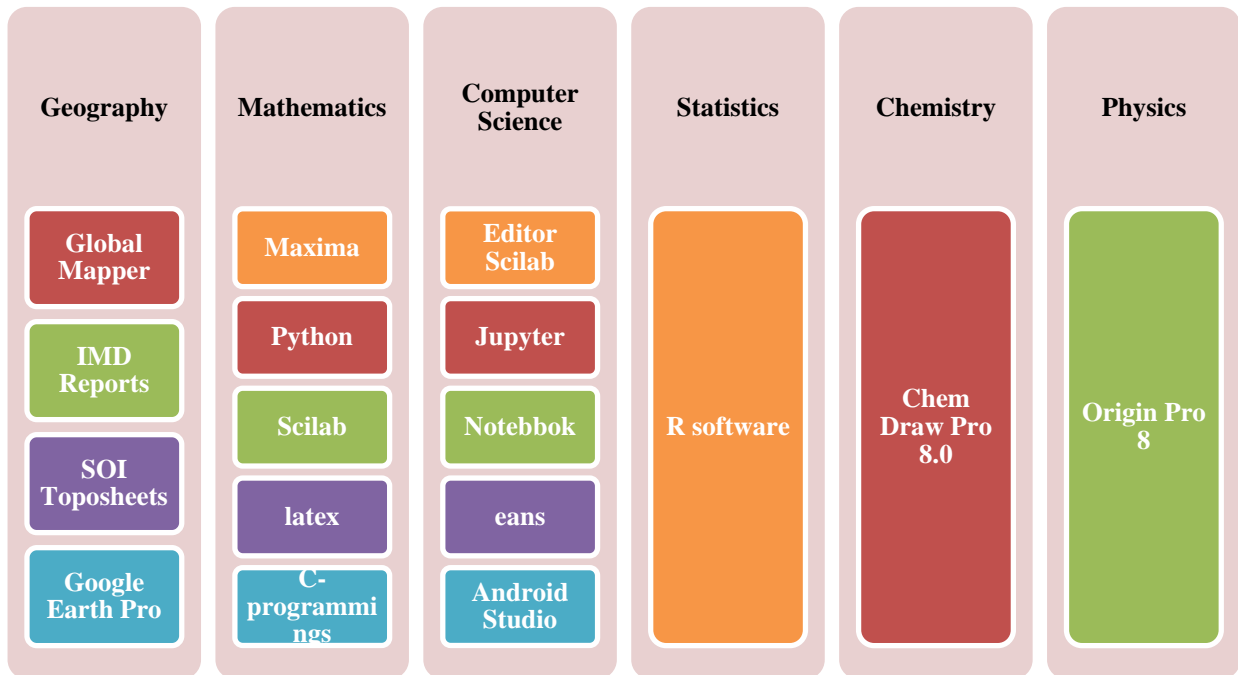 Geography
Global
Mapper
IMD
Reports
SOI
Toposheets
Google
Earth Pro
Mathematics
Maxima
Python
Scilab
latex
C-
programmi
ngs
Computer
Science
Editor
Scilab
Jupyter
Notebbok
eans
Android
Studio
Statistics
R software
Chemistry
Chem
Draw Pro
8.0
Physics
Origin Pro
8